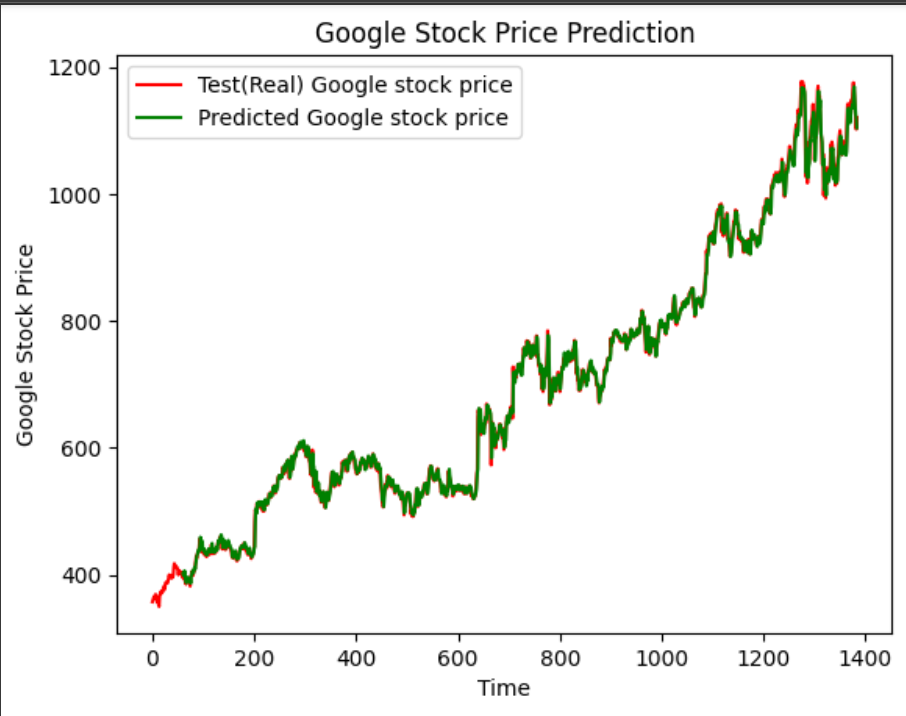 Google Stock Price Prediction
Test(Real) Google stock price
Predicted Google stock price
Google Stock Price
1200
1000
800
600
400
0 200 400 600 800 1000 1200 1400
Time